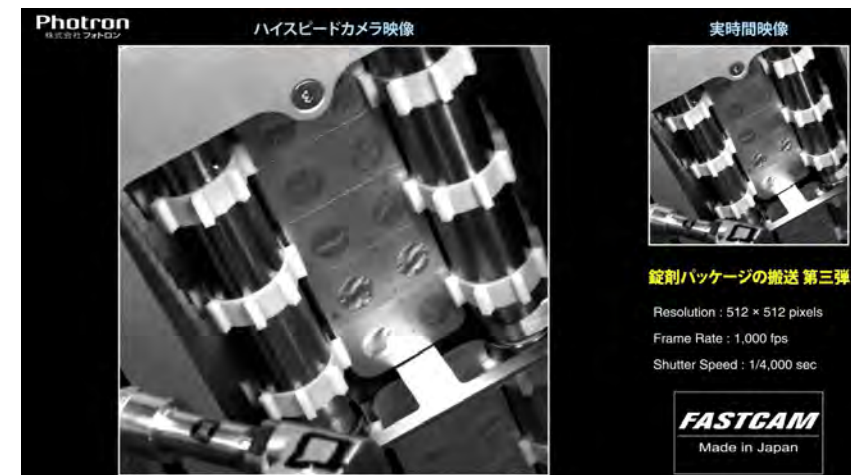 Photron
株式会社フォトロン
ハイスピードカメラ映像
実時間映像
3
錠剤パッケージの搬送 第三弾
Resolution : 512 × 512 pixels
Frame Rate : 1,000 fps
Shutter Speed : 1/4,000 sec
FASTCAM
Made in Japan